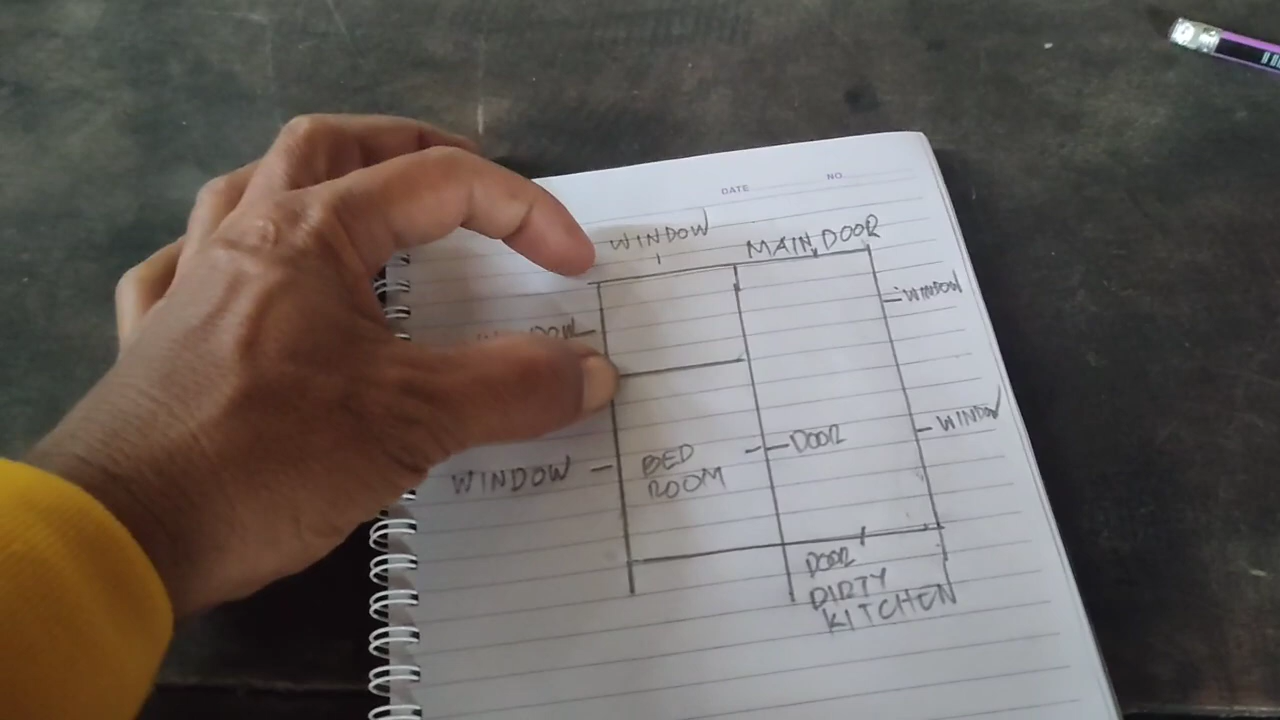 DATE
NO.
WINDOW
MAIN DOOR
WINDOW
WINDOW
WINDOW
BED
ROOM
DOOR
DOOR
DIRTY
KITCHEN